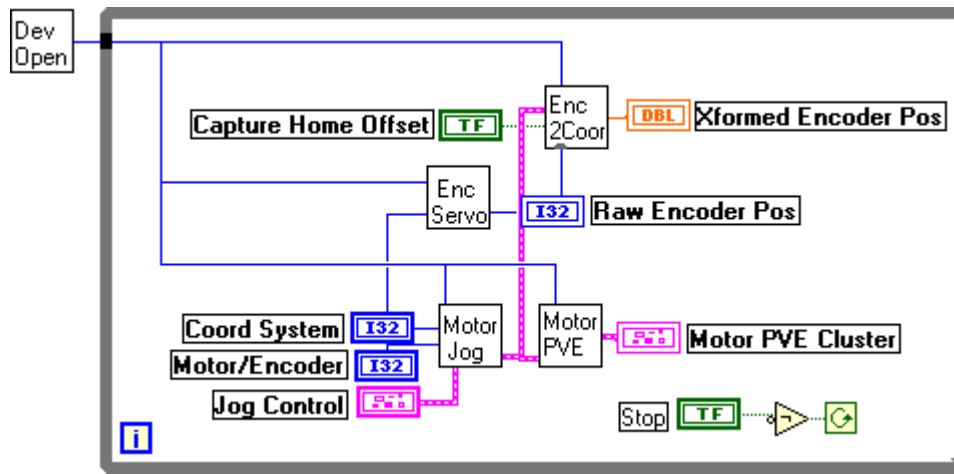 Dev
Open
Enc
2Coor
Capture Home Offset
TF
DBL
Xformed Encoder Pos
Enc
Servo
I32
Raw Encoder Pos
Coord System
I32
Motor
Jog
Motor
PVE
Motor PVE Cluster
Motor/Encoder
I32
Jog Control
Stop
TF
i